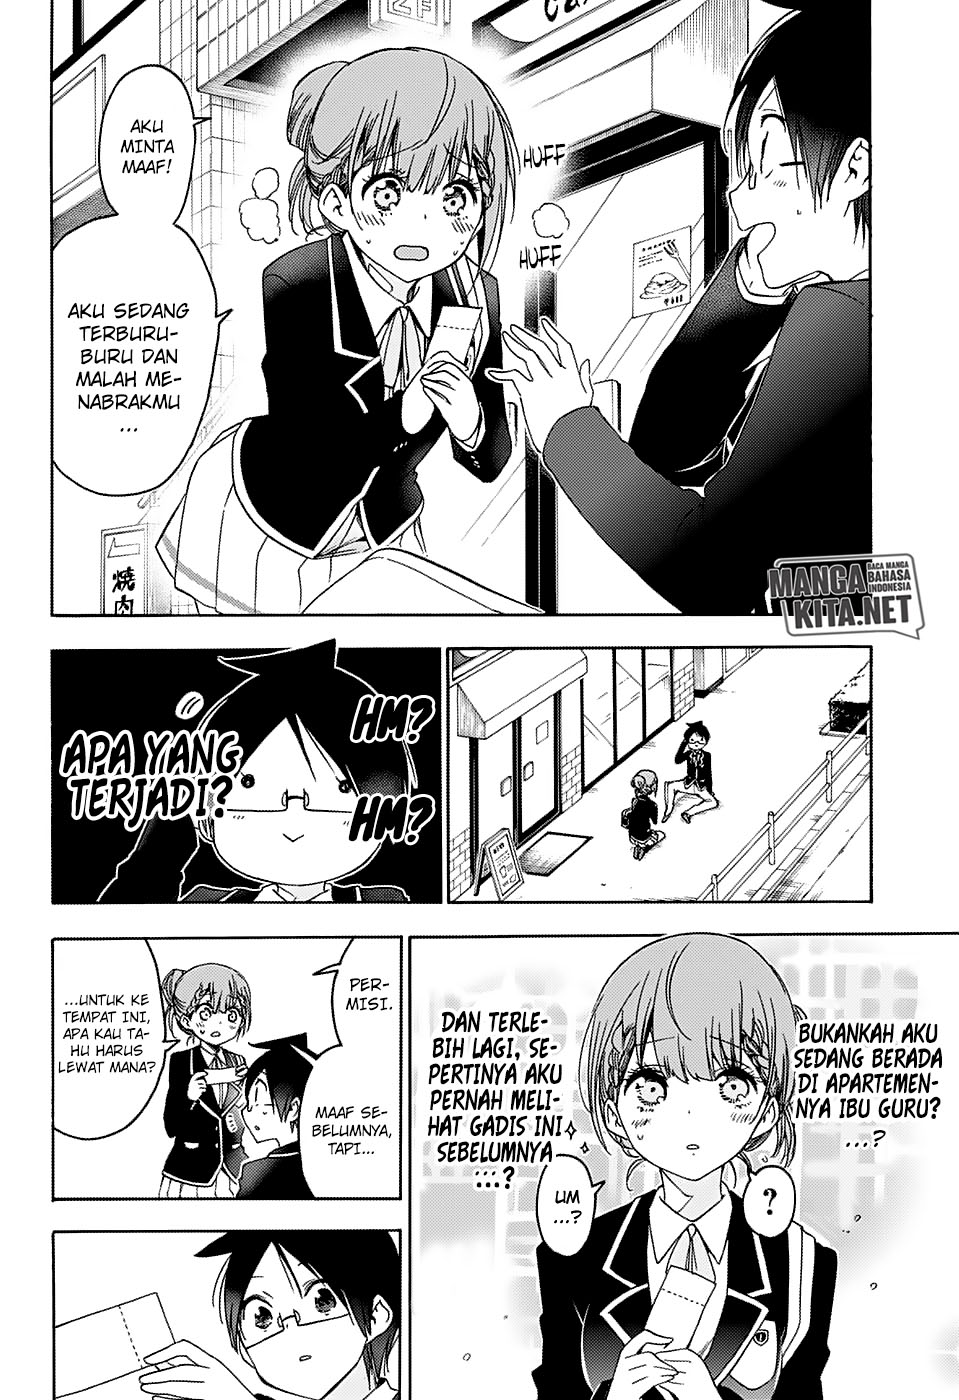 2F
Ca
HUFF
HUFF
AKU
MINTA
MAAF!
AKU SEDANG
TERBURU-
BURU DAN
MALAH ME-
NABRAKMU
...
焼肉
MANGA
KITA.NET
BACA MANGA
BAHASA
INDONESIA
HM?
HM?
APA YANG
TERJADI?
PER-
MISI.
MAAF SE-
BELUMNYA,
TAPI...
...UNTUK KE
TEMPAT INI,
APA KAU TA-
HU HARUS
LEWAT MANA?
BUKANKAH AKU
SEDANG BERADA
DI APARTEMEN-
NYA IBU GURU?
...?
DAN TERLE-
BIH LAGI, SE-
PERTINYA AKU
PERNAH MELI-
HAT GADIS INI
SEBELUMNYA
...?
?
UM
...?